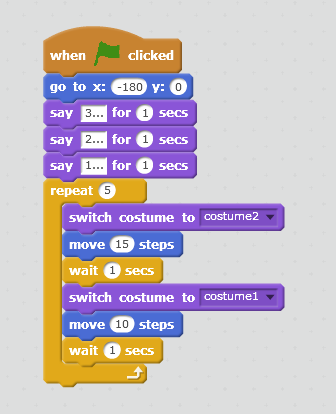 when clicked
go to x: -180 y: 0
say 3... for 1 secs
say 2... for 1 secs
say 1... for 1 secs
repeat 5
switch costume to costume2
move 15 steps
wait 1 secs
switch costume to costume1
move 10 steps
wait 1 secs